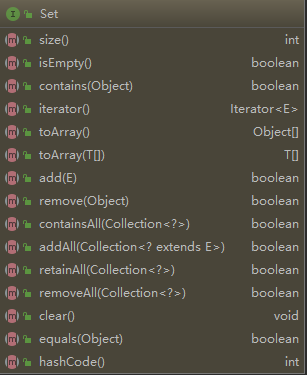 I Set
m size() int
m isEmpty() boolean
m contains(Object) boolean
m iterator() Iterator<E>
m toArray() Object[]
m toArray(T[]) T[]
m add(E) boolean
m remove(Object) boolean
m containsAll(Collection<?>) boolean
m addAll(Collection<? extends E>) boolean
m retainAll(Collection<?>) boolean
m removeAll(Collection<?>) boolean
m clear() void
m equals(Object) boolean
m hashCode() int